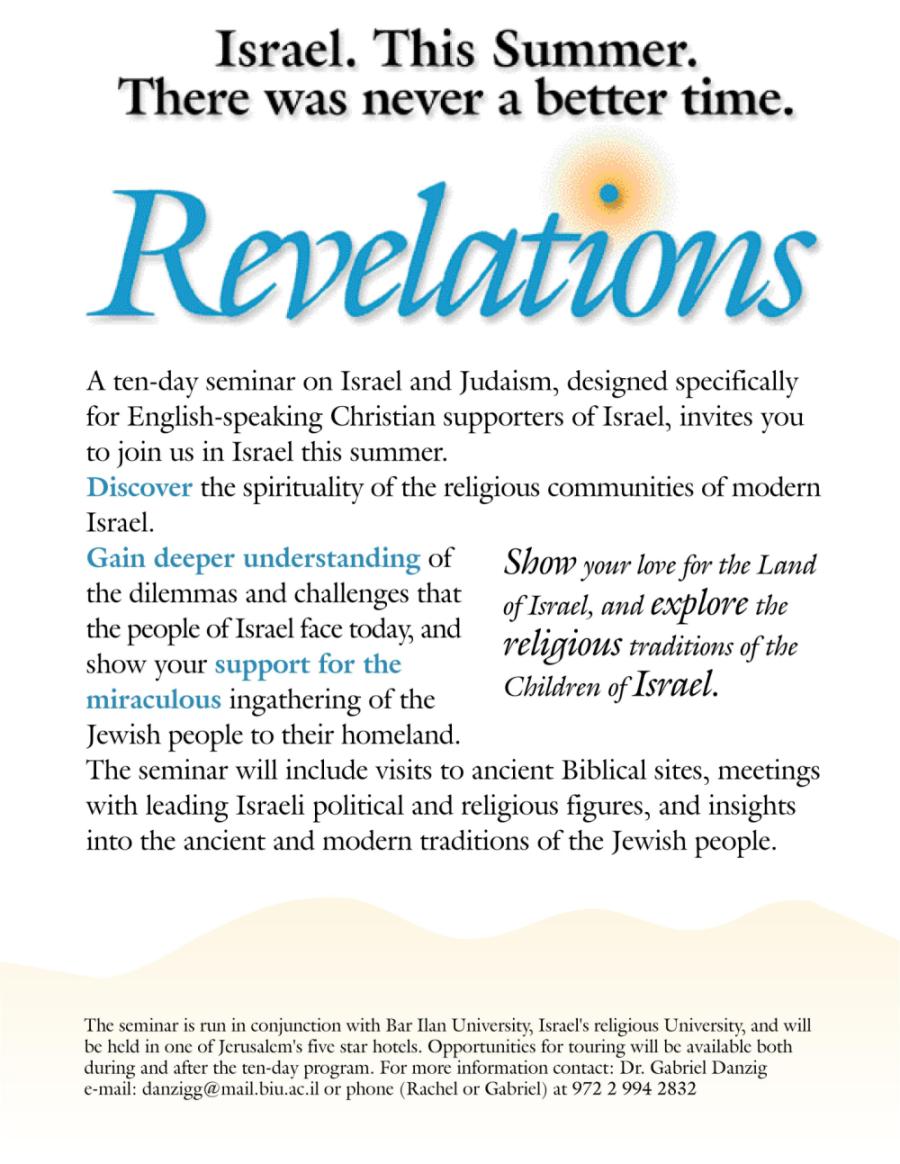 Israel. This Summer.
There was never a better time.
Revelations
A ten-day seminar on Israel and Judaism, designed specifically
for English-speaking Christian supporters of Israel, invites you
to join us in Israel this summer.
Discover the spirituality of the religious communities of modern
Israel.
Gain deeper understanding of
the dilemmas and challenges that
the people of Israel face today, and
show your support for the
miraculous ingathering of the
Jewish people to their homeland.
Show your love for the Land
of Israel, and explore the
religious traditions of the
Children of Israel.
The seminar will include visits to ancient Biblical sites, meetings
with leading Israeli political and religious figures, and insights
into the ancient and modern traditions of the Jewish people.
The seminar is run in conjunction with Bar Ilan University, Israel's religious University, and will
be held in one of Jerusalem's five star hotels. Opportunities for touring will be available both
during and after the ten-day program. For more information contact: Dr. Gabriel Danzig
e-mail: danzigg@mail.biu.ac.il or phone (Rachel or Gabriel) at 972 2 994 2832